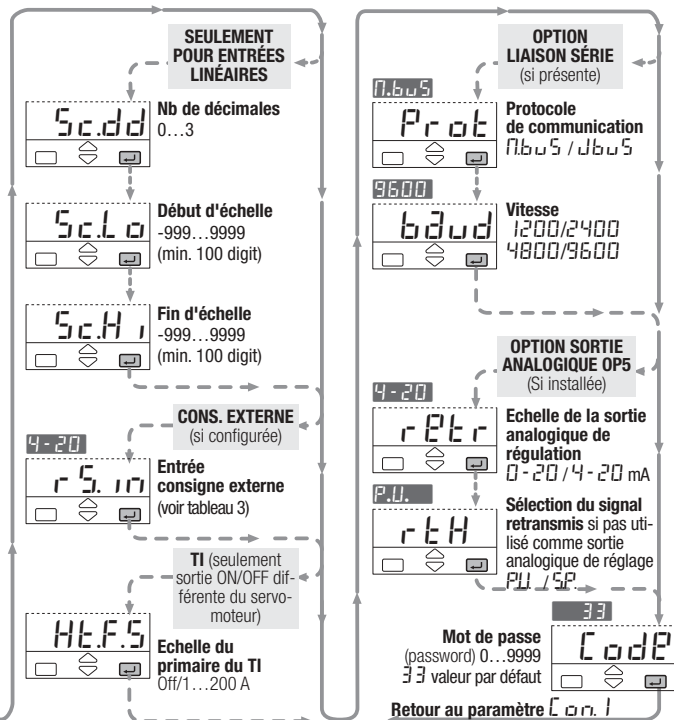 SEULEMENT
POUR ENTRÉES
LINÉAIRES
Sc.dd
Nb de décimales
0…3
Sc.Lo
Début d'échelle
-999…9999
(min. 100 digit)
Sc.Hi
Fin d'échelle
-999…9999
(min. 100 digit)
CONS. EXTERNE
(si configurée)
4-20
rS.in
Entrée
consigne externe
(voir tableau 3)
TI (seulement
sortie ON/OFF dif-
férente du servo-
moteur)
Ht.F.S
Echelle du
primaire du TI
Off/1…200 A
OPTION
LIAISON SÉRIE
(si présente)
M.buS
Prot
Protocole
de communication
M.buS / JbuS
9600
baud
Vitesse
1200/2400
4800/9600
OPTION SORTIE
ANALOGIQUE OP5
(Si installée)
4-20
rEtr
Echelle de la sortie
analogique de
régulation
0-20/4-20 mA
P.V.
rtH
Sélection du signal
retransmis si pas uti-
lisé comme sortie
analogique de réglage
P.V. / S.P.
33
Code
Mot de passe
(password) 0…9999
33 valeur par défaut
Retour au paramètre Con.1